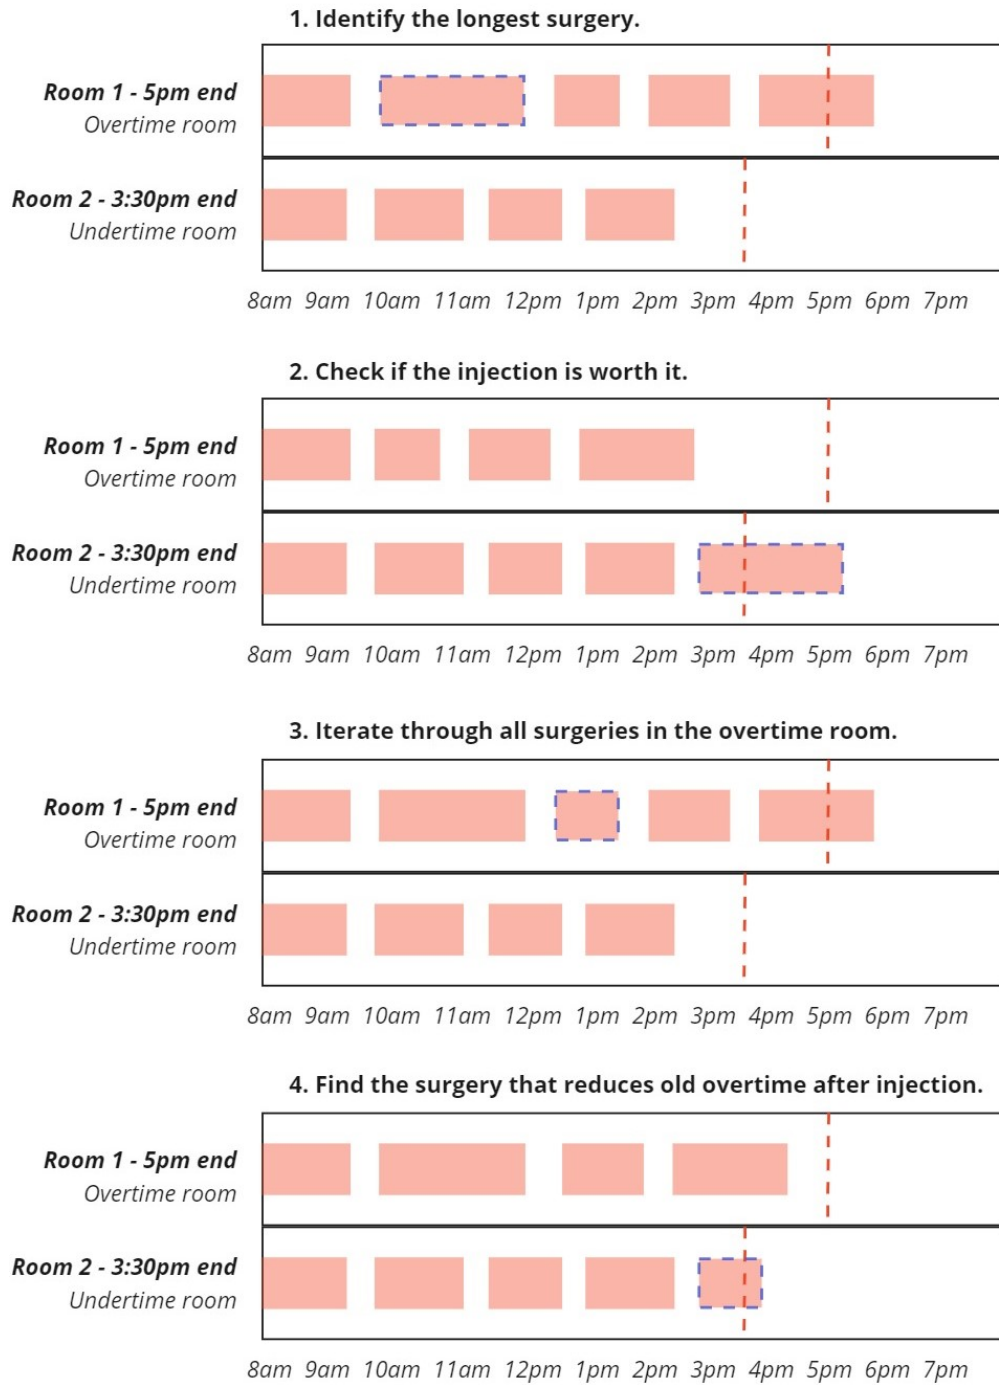 1. Identify the longest surgery.
Room 1 - 5pm end
Overtime room
Room 2 - 3:30pm end
Undertime room
8am 9am 10am 11am 12pm 1pm 2pm 3pm 4pm 5pm 6pm 7pm
2. Check if the injection is worth it.
Room 1 - 5pm end
Overtime room
Room 2 - 3:30pm end
Undertime room
8am 9am 10am 11am 12pm 1pm 2pm 3pm 4pm 5pm 6pm 7pm
3. Iterate through all surgeries in the overtime room.
Room 1 - 5pm end
Overtime room
Room 2 - 3:30pm end
Undertime room
8am 9am 10am 11am 12pm 1pm 2pm 3pm 4pm 5pm 6pm 7pm
4. Find the surgery that reduces old overtime after injection.
Room 1 - 5pm end
Overtime room
Room 2 - 3:30pm end
Undertime room
8am 9am 10am 11am 12pm 1pm 2pm 3pm 4pm 5pm 6pm 7pm